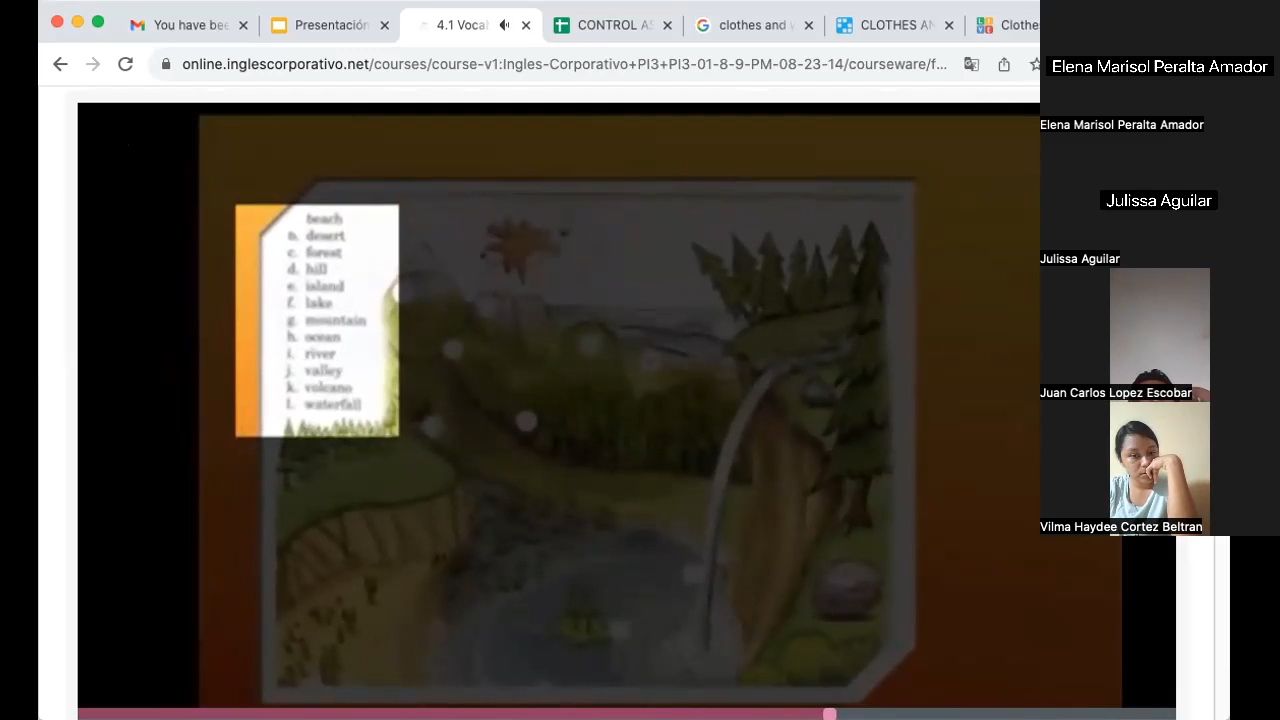 You have bee
Presentación
4.1 Vocal
CONTROL AS
clothes and v
CLOTHES AN
Clothe
online.inglescorporativo.net/courses/course-v1:Ingles-Corporativo+PI3+PI3-01-8-9-PM-08-23-14/courseware/f...
beach
b. desert
c. forest
d. hill
e. island
f. lake
g. mountain
h. ocean
i. river
j. valley
k. volcano
l. waterfall
Elena Marisol Peralta Amador
Elena Marisol Peralta Amador
Julissa Aguilar
Julissa Aguilar
Juan Carlos Lopez Escobar
Vilma Haydee Cortez Beltran